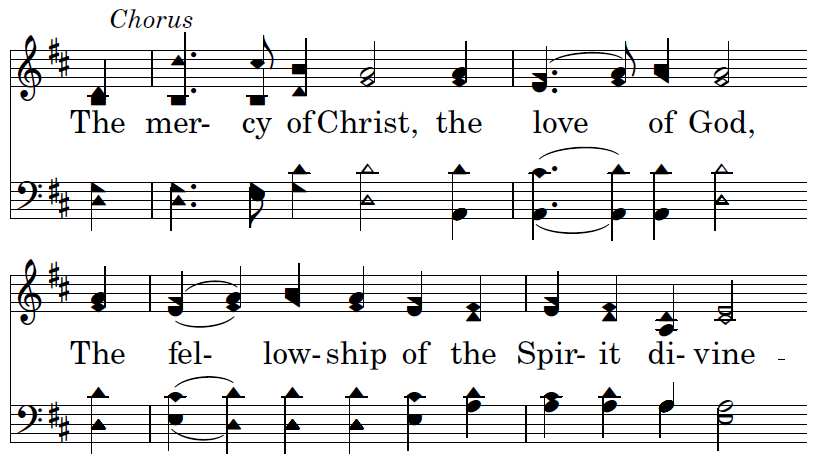 Chorus
The mer- cy of Christ, the love of God,
The fel- low- ship of the Spir- it di- vine -